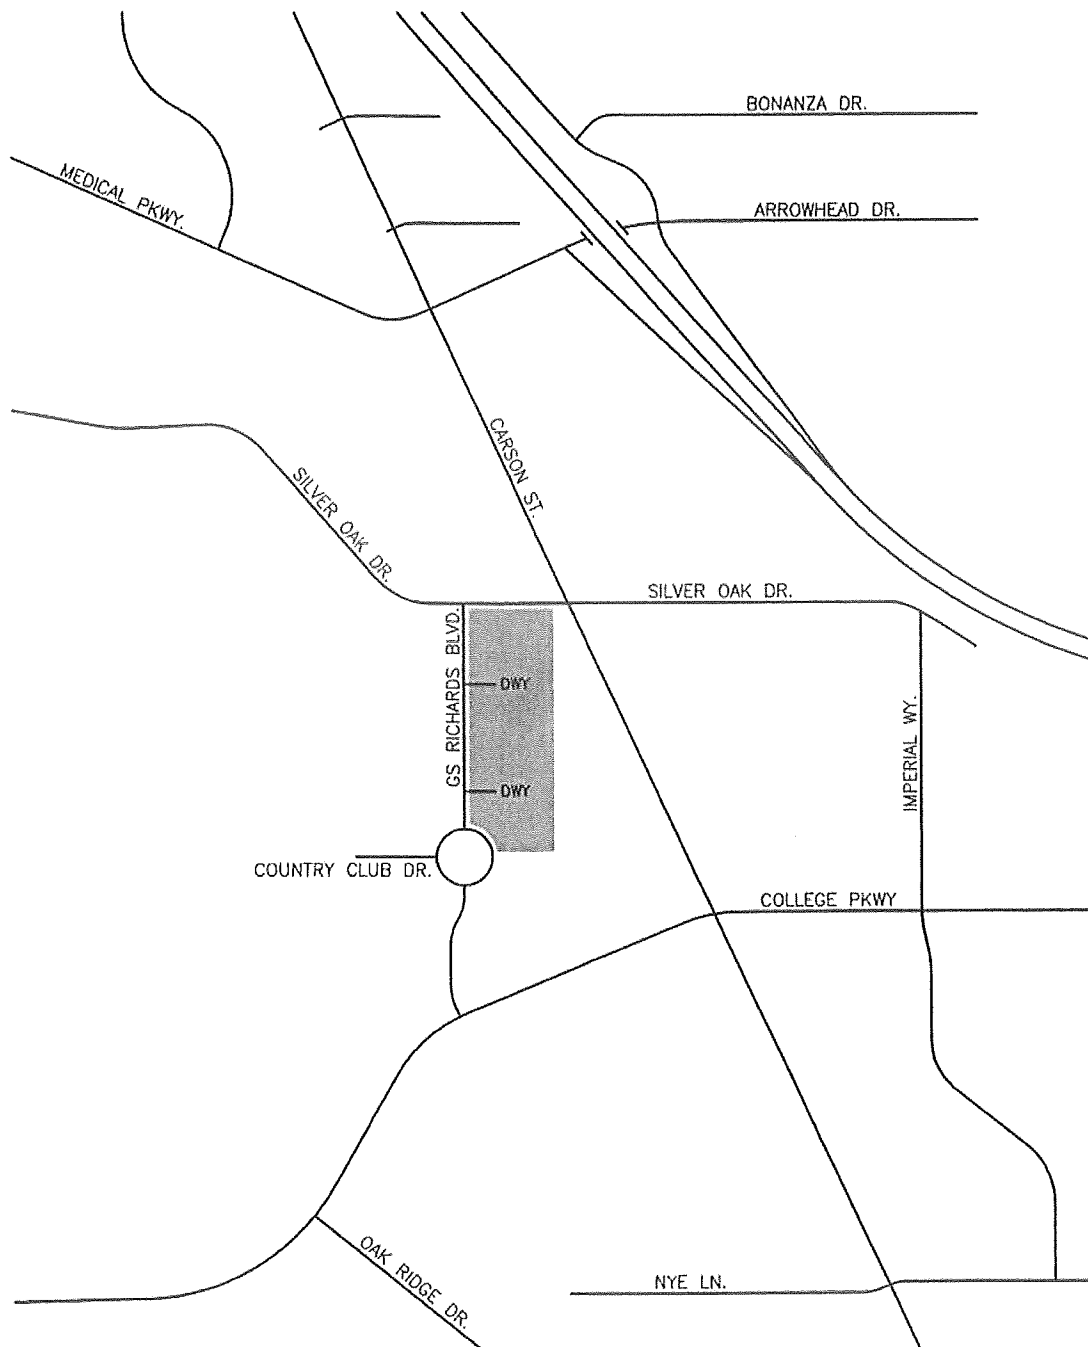 BONANZA DR.
MEDICAL PKWY.
ARROWHEAD DR.
CARSON ST.
SILVER OAK DR.
SILVER OAK DR.
GS RICHARDS BLVD.
DWY
IMPERIAL WY.
DWY
COUNTRY CLUB DR.
COLLEGE PKWY
OAK RIDGE DR.
NYE LN.